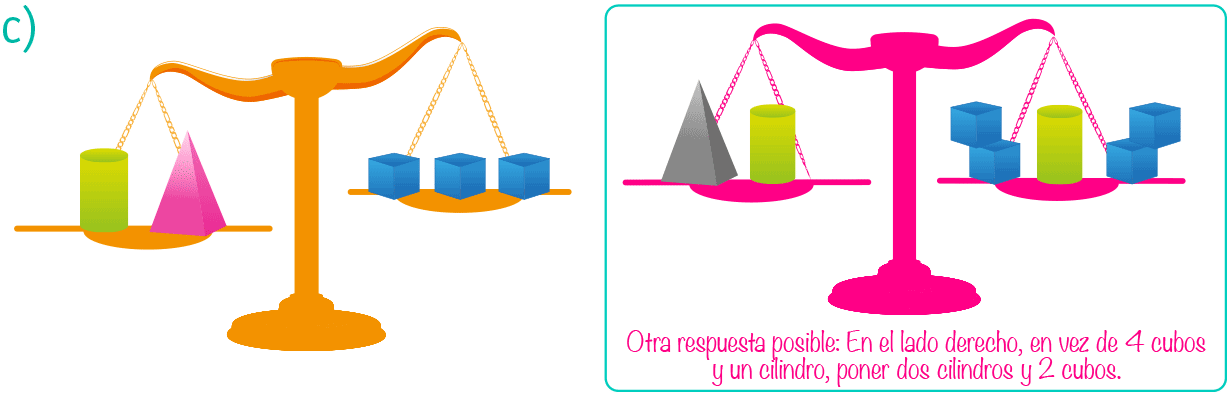 c)
Otra respuesta posible: En el lado derecho, en vez de 4 cubos
y un cilindro, poner dos cilindros y 2 cubos.